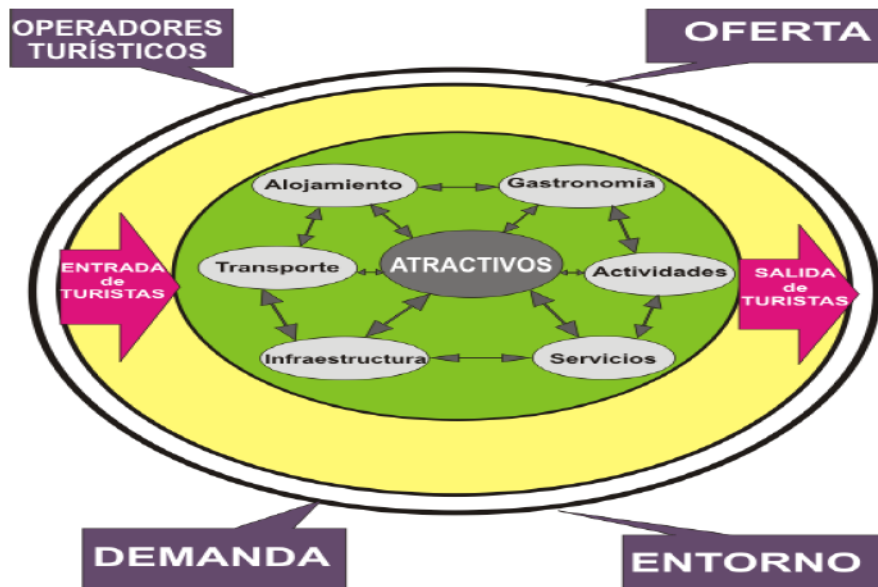 OPERADORES
TURÍSTICOS
OFERTA
Alojamiento
Gastronomía
ENTRADA
de
TURISTAS
Transporte
ATRACTIVOS
Actividades
SALIDA
de
TURISTAS
Infraestructura
Servicios
DEMANDA
ENTORNO